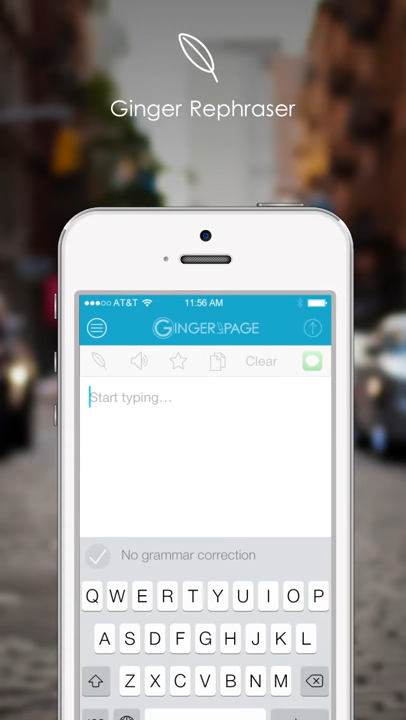 Ginger Rephraser
AT&T 11:56 AM
GINGER PAGE
Clear
Start typing...
No grammar correction
Q W E R T Y U I O P
A S D F G H J K L
Z X C V B N M